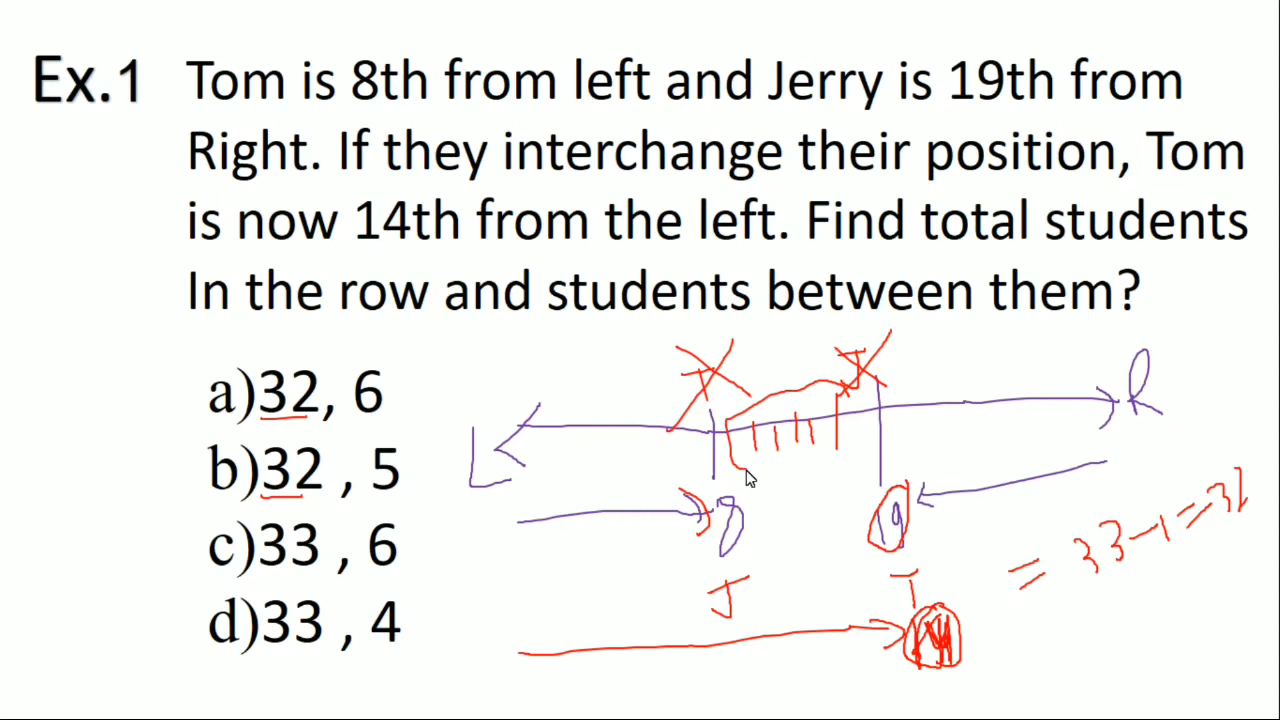 Ex.1 Tom is 8th from left and Jerry is 19th from
Right. If they interchange their position, Tom
is now 14th from the left. Find total students
In the row and students between them?
a)32, 6
b)32 , 5
c)33 , 6
d)33 , 4
T J
L R
8 19
= 33-1=32
J T